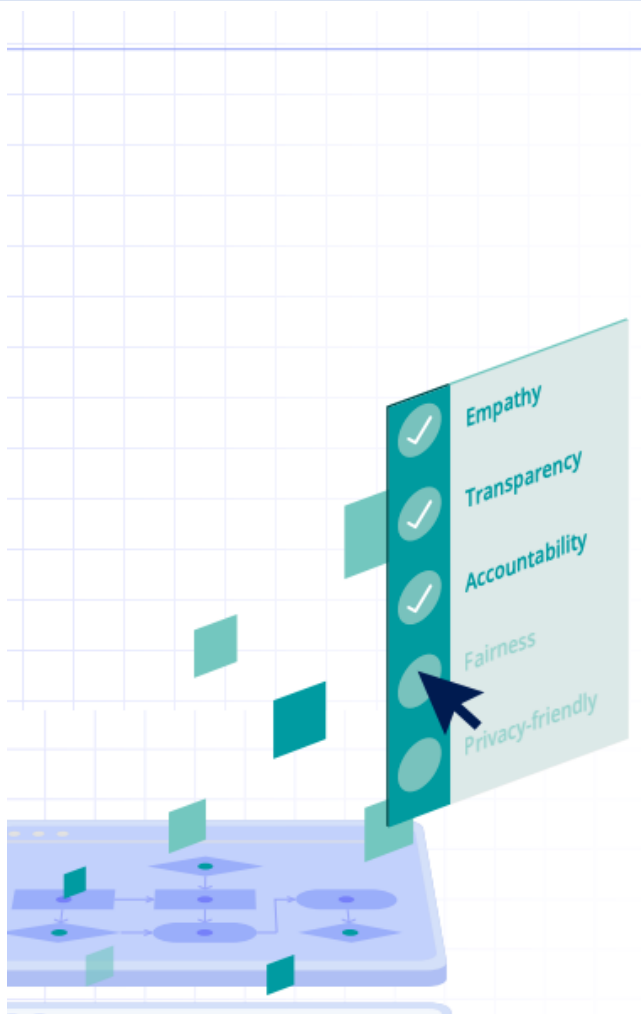 Empathy
Transparency
Accountability
Fairness
Privacy-friendly